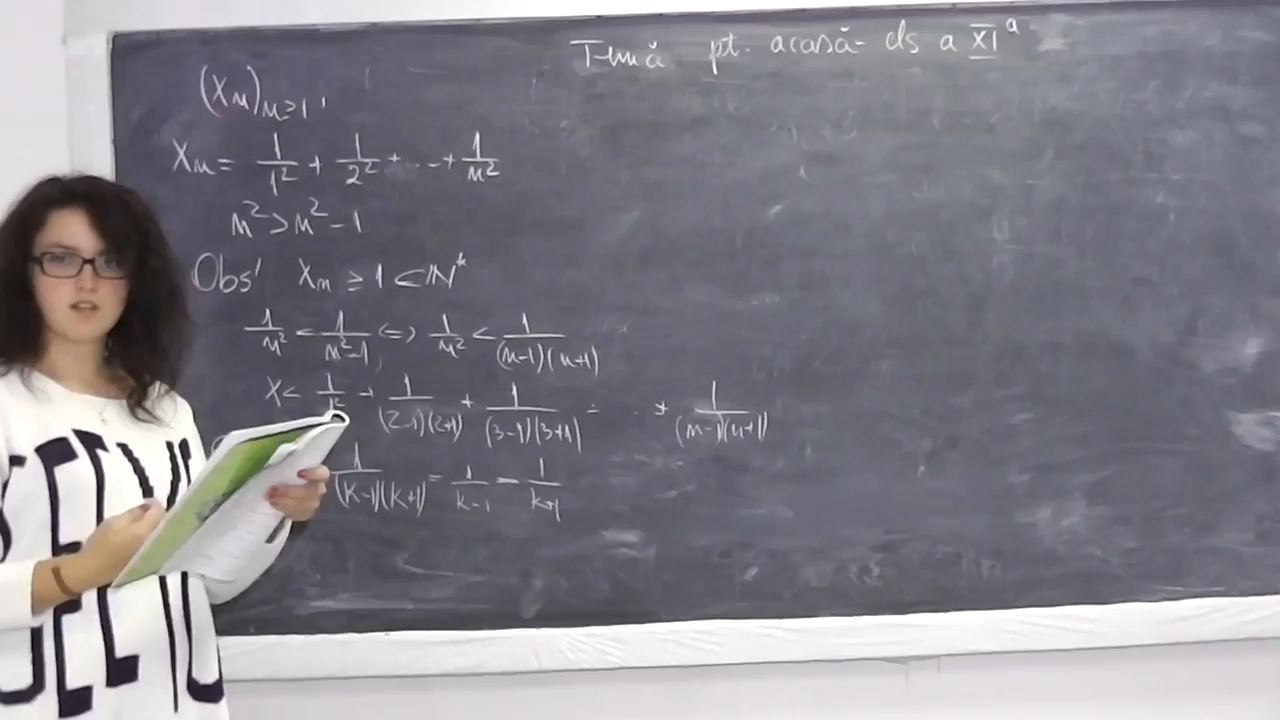 Temă pt. acasă - cls a XI a
(Xn)n≥1
Xn = 1/1² + 1/2² + ... + 1/n²
n² > n² - 1
Obs! Xn ≥ 1 ∈ ℕ*
1/n² < 1/n²-1, ⇔ 1/n² < 1/(n-1)(n+1)
X < 1/1² + 1/(2-1)(2+1) + 1/(3-1)(3+1) + ... + 1/(n-1)(n+1)
1/(k-1)(k+1) = 1/k-1 - 1/k+1